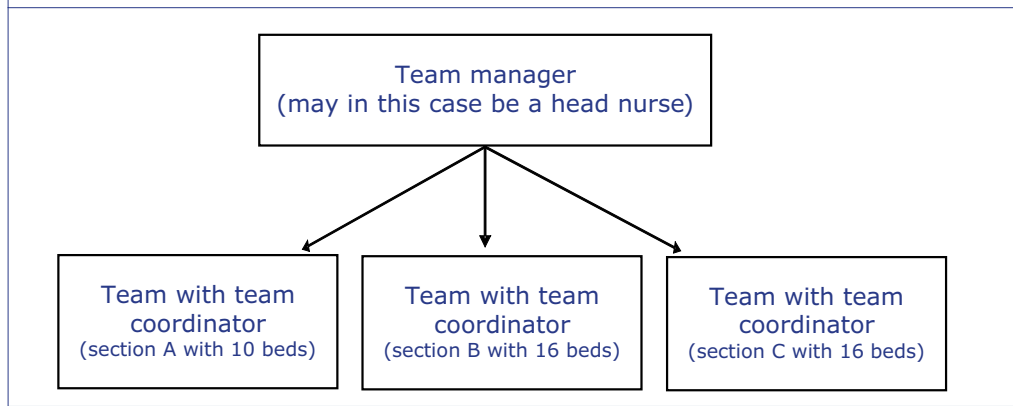 Team manager
(may in this case be a head nurse)
Team with team
coordinator
(section A with 10 beds)
Team with team
coordinator
(section B with 16 beds)
Team with team
coordinator
(section C with 16 beds)